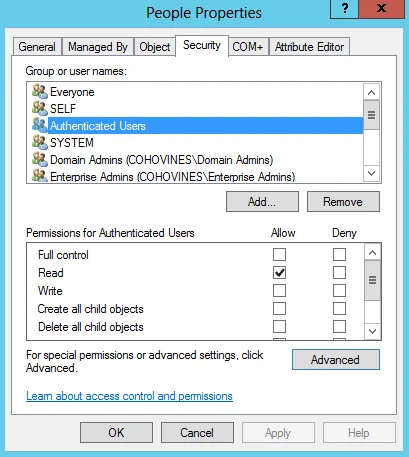 People Properties
?
X
General
Managed By
Object
Security
COM+
Attribute Editor
Group or user names:
Everyone
SELF
Authenticated Users
SYSTEM
Domain Admins (COHOVINES\Domain Admins)
Enterprise Admins (COHOVINES\Enterprise Admins)
Add...
Remove
Permissions for Authenticated Users
Allow
Deny
Full control
Read
Write
Create all child objects
Delete all child objects
For special permissions or advanced settings, click
Advanced.
Advanced
Learn about access control and permissions
OK
Cancel
Apply
Help